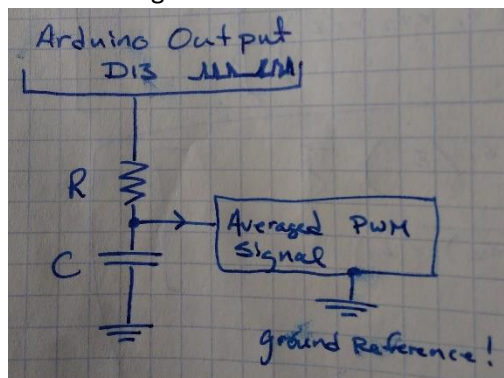 Arduino Output
D13
R
C
Averaged PWM
Signal
ground Reference!